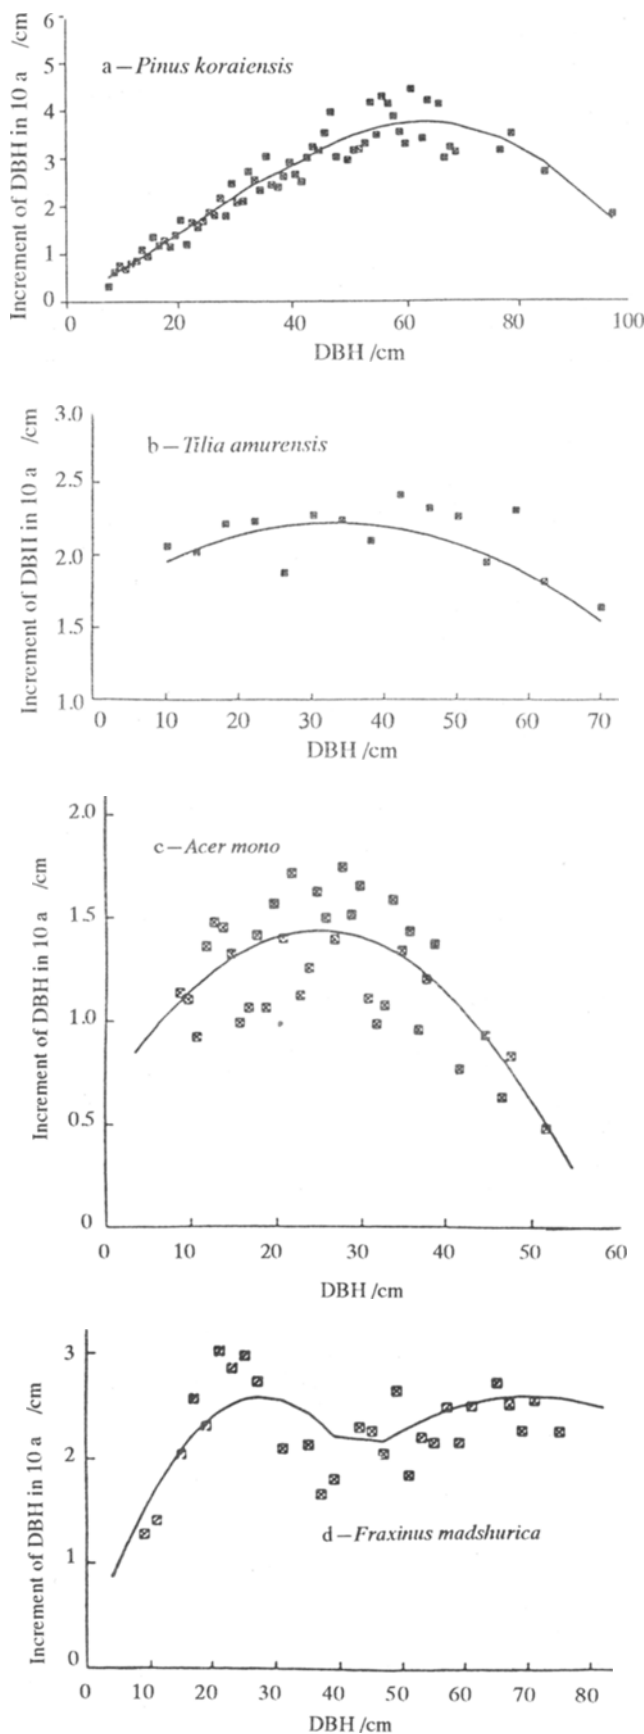 6
a—Pinus koraiensis
5
4
3
2
1
0
Increment of DBH in 10 a /cm
0 20 40 60 80 100
DBH /cm
3.0
b—Tilia amurensis
2.5
2.0
1.5
1.0
Increment of DBH in 10 a /cm
0 10 20 30 40 50 60 70
DBH /cm
2.0
c—Acer mono
1.5
1.0
0.5
0
Increment of DBH in 10 a /cm
0 10 20 30 40 50 60
DBH /cm
3
2
d—Fraxinus madshurica
1
0
Increment of DBH in 10 a /cm
0 10 20 30 40 50 60 70 80
DBH /cm